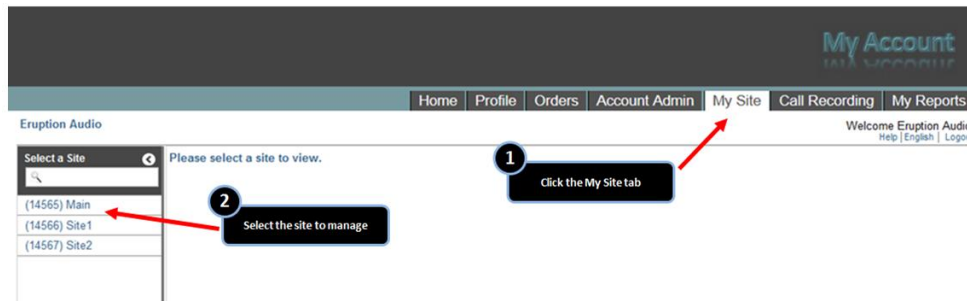 My Account
Home Profile Orders Account Admin My Site Call Recording My Reports
Eruption Audio
Welcome Eruption Audio
Help | English | Logo
Select a Site
Please select a site to view.
1
Click the My Site tab
(14565) Main
(14566) Site1
(14567) Site2
2
Select the site to manage